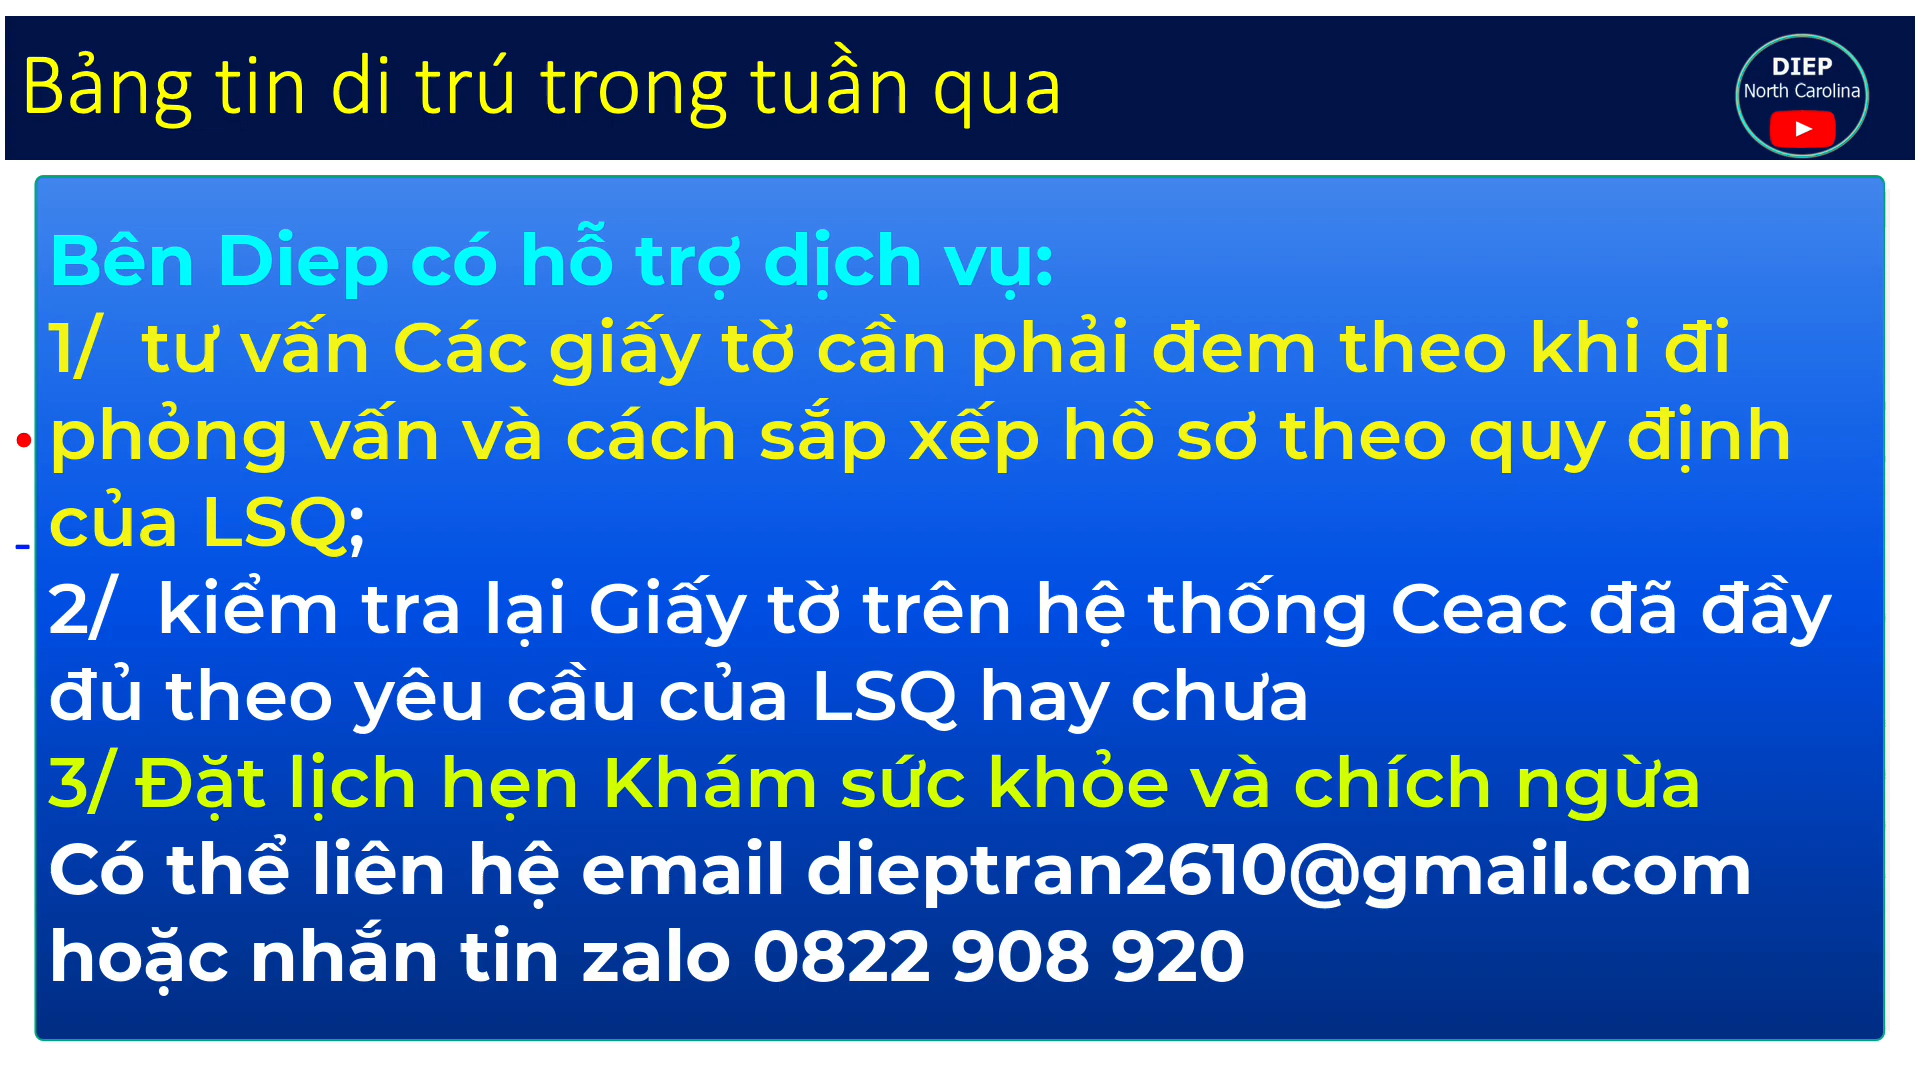 Bảng tin di trú trong tuần qua
DIEP
North Carolina
Bên Diep có hỗ trợ dịch vụ:
1/ tư vấn Các giấy tờ cần phải đem theo khi đi
phỏng vấn và cách sắp xếp hồ sơ theo quy định
của LSQ;
2/ kiểm tra lại Giấy tờ trên hệ thống Ceac đã đầy
đủ theo yêu cầu của LSQ hay chưa
3/ Đặt lịch hẹn Khám sức khỏe và chích ngừa
Có thể liên hệ email dieptran2610@gmail.com
hoặc nhắn tin zalo 0822 908 920